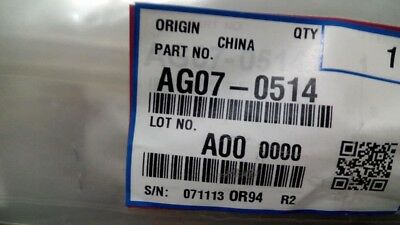 ORIGIN QTY
PART NO. CHINA 1
AG07-0514
LOT NO.
A00 0000
S/N: 071113 0R94 R2